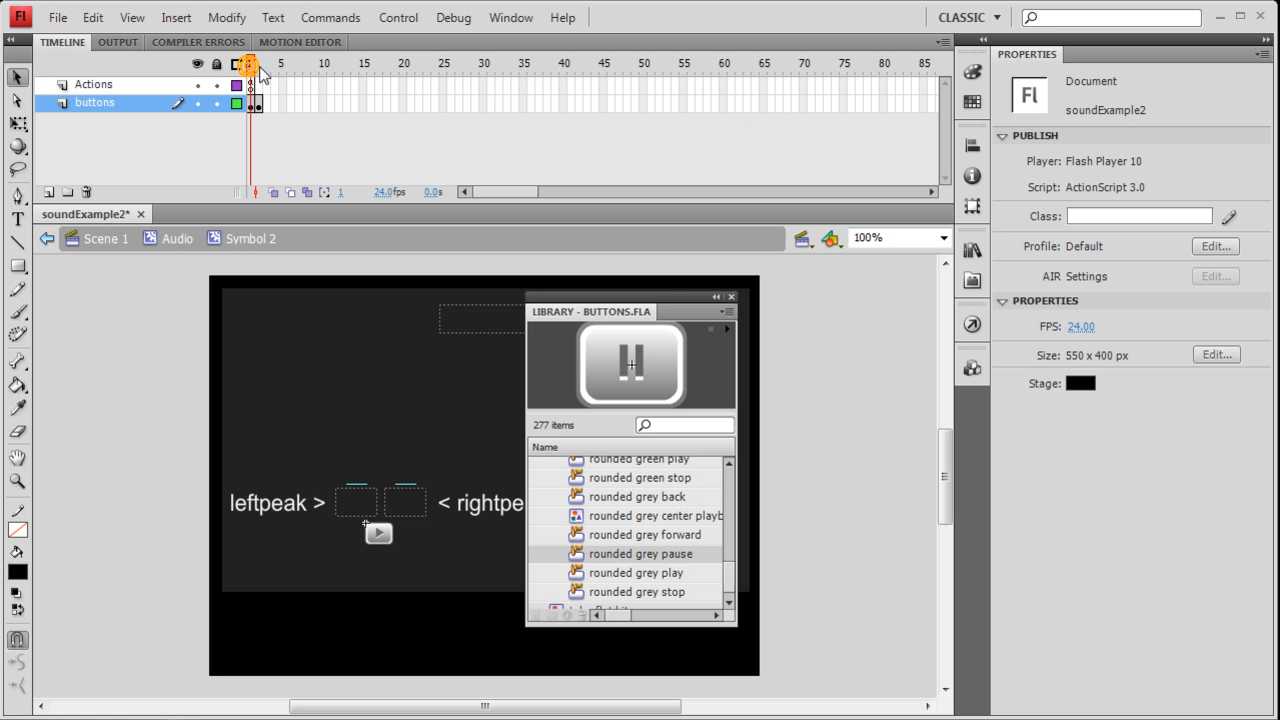 Fl File Edit View Insert Modify Text Commands Control Debug Window Help CLASSIC
TIMELINE OUTPUT COMPILER ERRORS MOTION EDITOR
10 15 20 25 30 35 40 45 50 55 60 65 70 75 80 85
Actions
buttons
1 24.0fps 0.0s
soundExample2*
Scene 1 Audio Symbol 2 100%
LIBRARY - BUTTONS.FLA
277 items
Name
rounded green play
rounded green stop
rounded grey back
rounded grey center playb
rounded grey forward
rounded grey pause
rounded grey play
rounded grey stop
leftpeak > < rightpe
PROPERTIES
Fl
Document
soundExample2
PUBLISH
Player: Flash Player 10
Script: ActionScript 3.0
Class:
Profile: Default Edit...
AIR Settings Edit...
PROPERTIES
FPS: 24.00
Size: 550 x 400 px Edit...
Stage: